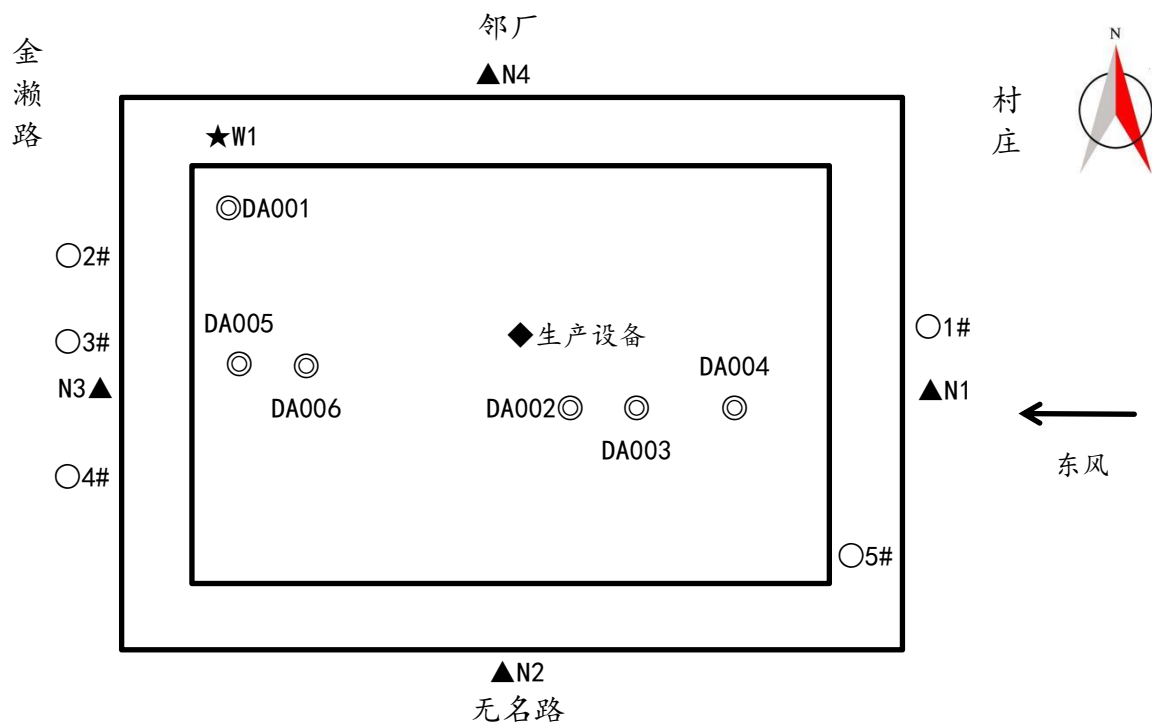 邻厂
金濑路
▲N4
N
村庄
★W1
◎DA001
○2#
DA005
○3#
◆生产设备
○1#
DA004
N3▲
DA006
DA002◎
▲N1
DA003
东风
○4#
○5#
▲N2
无名路